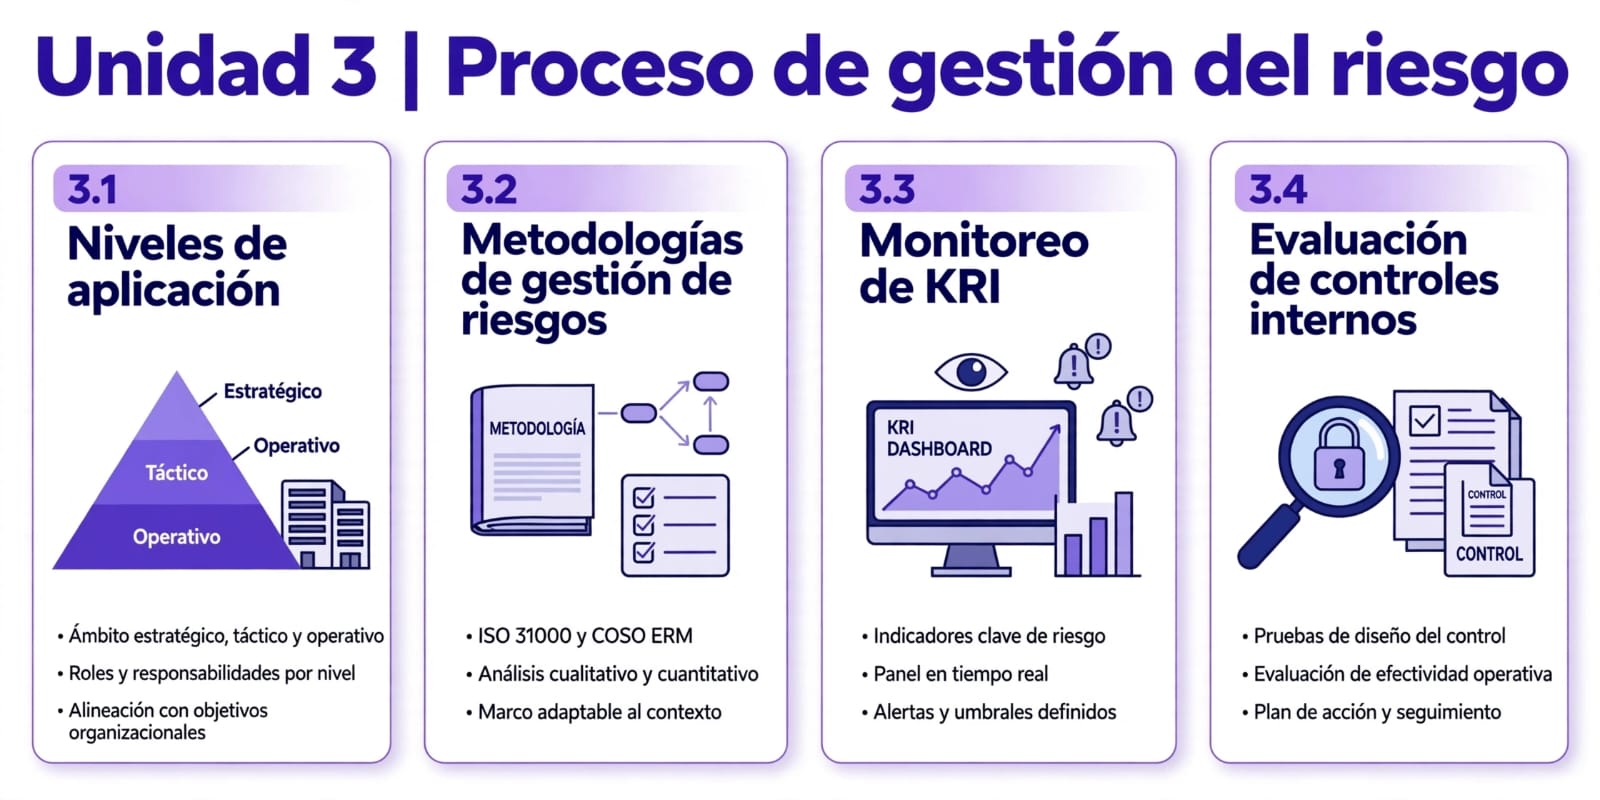 Unidad 3 | Proceso de gestión del riesgo
3.1
Niveles de
aplicación
Estratégico
Operativo
Táctico
Operativo
• Ámbito estratégico, táctico y operativo
• Roles y responsabilidades por nivel
• Alineación con objetivos
organizacionales
3.2
Metodologías
de gestión de
riesgos
METODOLOGÍA
• ISO 31000 y COSO ERM
• Análisis cualitativo y cuantitativo
• Marco adaptable al contexto
3.3
Monitoreo
de KRI
!
!
!
!
KRI
DASHBOARD
• Indicadores clave de riesgo
• Panel en tiempo real
• Alertas y umbrales definidos
3.4
Evaluación
de controles
internos
CONTROL
CONTROL
• Pruebas de diseño del control
• Evaluación de efectividad operativa
• Plan de acción y seguimiento